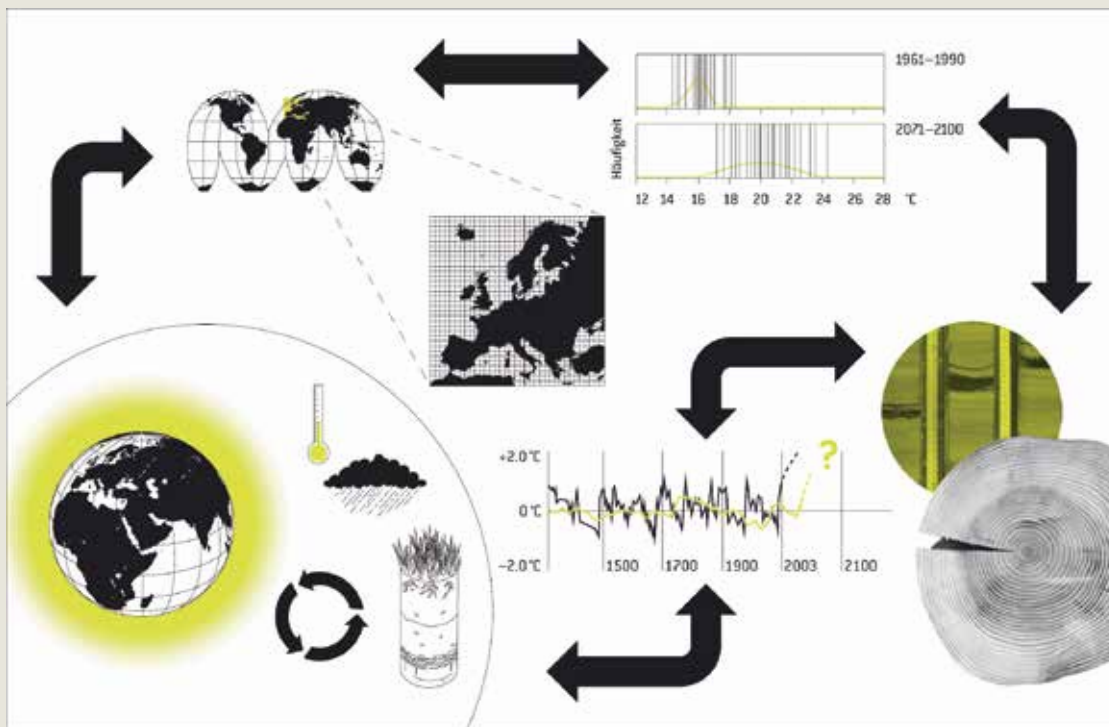 1961–1990
2071–2100
Häufigkeit
12 14 16 18 20 22 24 26 28 °C
+2.0°C
?
0°C
–2.0°C
1500 1700 1900 2003 2100